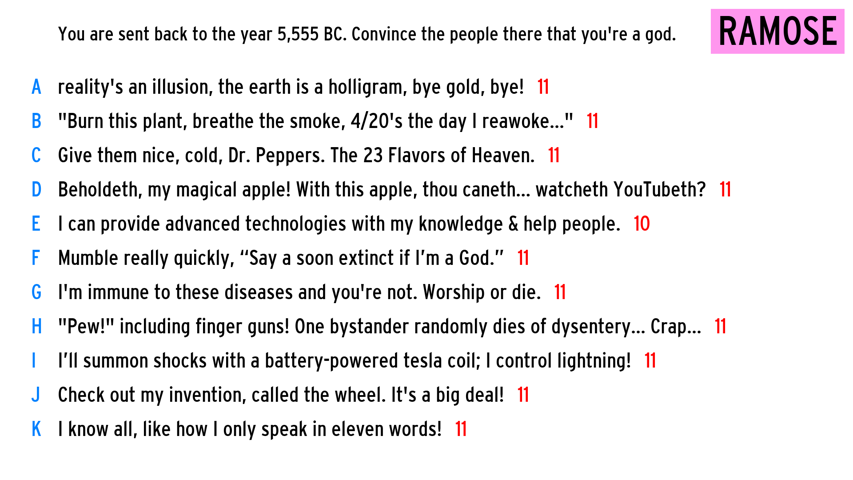 You are sent back to the year 5,555 BC. Convince the people there that you're a god.
RAMOSE
A reality's an illusion, the earth is a holligram, bye gold, bye! 11
B "Burn this plant, breathe the smoke, 4/20's the day I reawoke..." 11
C Give them nice, cold, Dr. Peppers. The 23 Flavors of Heaven. 11
D Beholdeth, my magical apple! With this apple, thou caneth... watcheth YouTubeth? 11
E I can provide advanced technologies with my knowledge & help people. 10
F Mumble really quickly, “Say a soon extinct if I’m a God.” 11
G I'm immune to these diseases and you're not. Worship or die. 11
H "Pew!" including finger guns! One bystander randomly dies of dysentery... Crap... 11
I I’ll summon shocks with a battery-powered tesla coil; I control lightning! 11
J Check out my invention, called the wheel. It's a big deal! 11
K I know all, like how I only speak in eleven words! 11